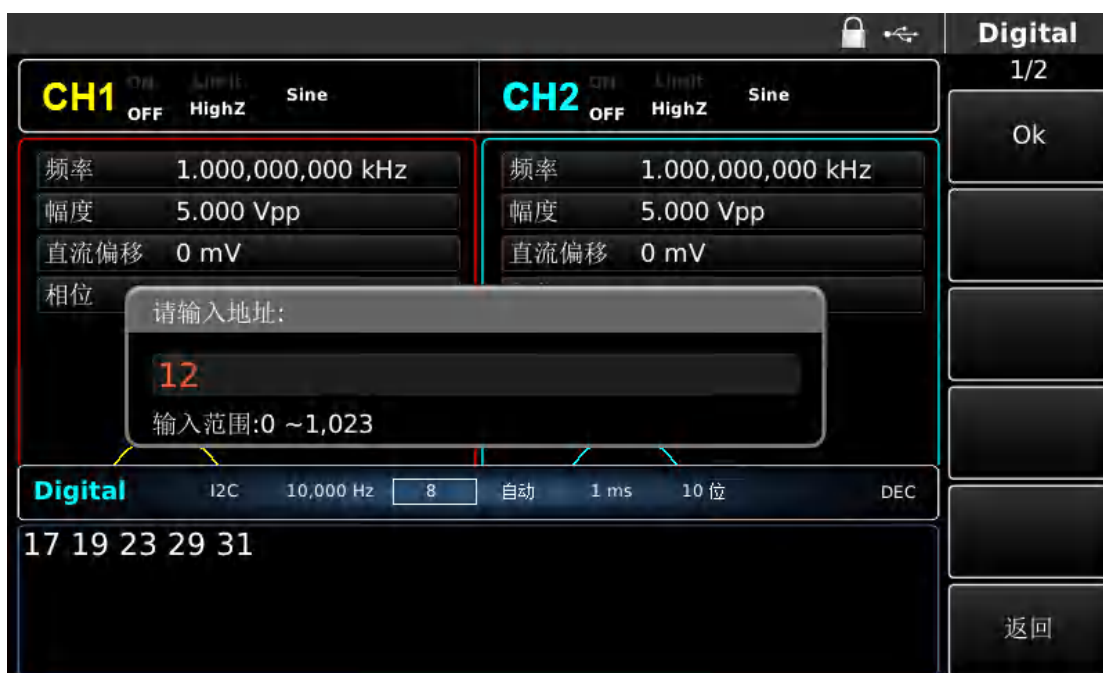 Digital
1/2
CH1 ON OFF Limit HighZ Sine
CH2 ON OFF Limit HighZ Sine
Ok
频率 1.000,000,000 kHz
频率 1.000,000,000 kHz
幅度 5.000 Vpp
幅度 5.000 Vpp
直流偏移 0 mV
直流偏移 0 mV
相位
请输入地址:
12
输入范围:0 ~1,023
Digital I2C 10,000 Hz 8 自动 1 ms 10 位 DEC
17 19 23 29 31
返回